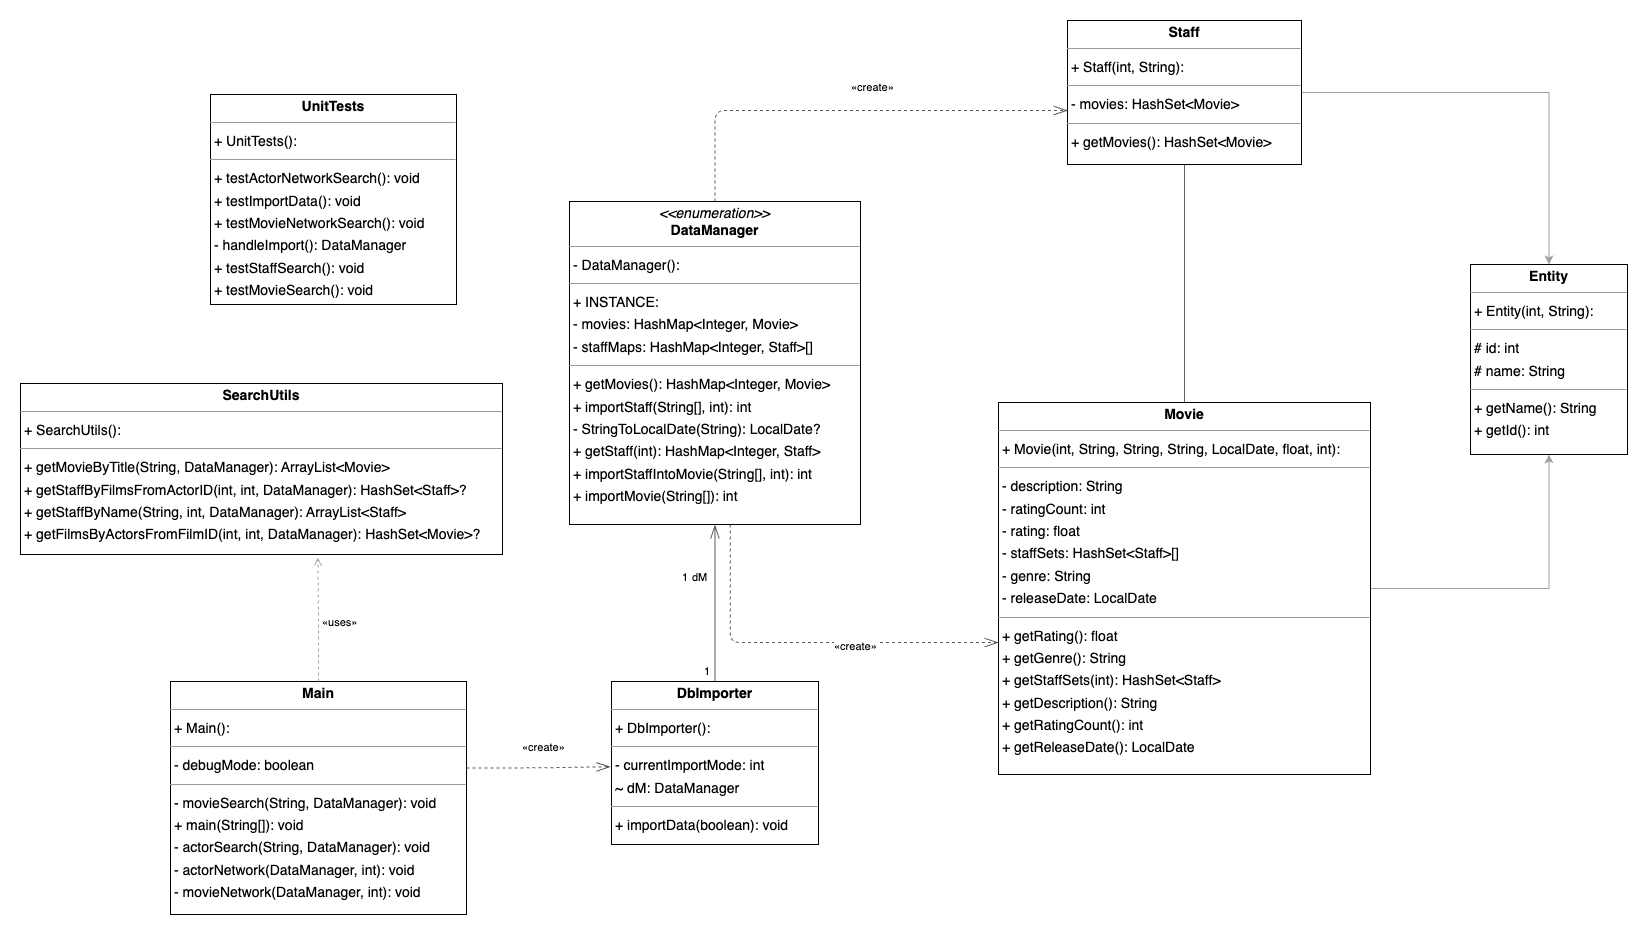 Staff
+ Staff(int, String):
- movies: HashSet<Movie>
+ getMovies(): HashSet<Movie>
«create»
UnitTests
+ UnitTests():
+ testActorNetworkSearch(): void
+ testImportData(): void
+ testMovieNetworkSearch(): void
- handleImport(): DataManager
+ testStaffSearch(): void
+ testMovieSearch(): void
<<enumeration>>
DataManager
- DataManager():
+ INSTANCE:
- movies: HashMap<Integer, Movie>
- staffMaps: HashMap<Integer, Staff>[]
+ getMovies(): HashMap<Integer, Movie>
+ importStaff(String[], int): int
- StringToLocalDate(String): LocalDate?
+ getStaff(int): HashMap<Integer, Staff>
+ importStaffIntoMovie(String[], int): int
+ importMovie(String[]): int
Entity
+ Entity(int, String):
# id: int
# name: String
+ getName(): String
+ getId(): int
SearchUtils
+ SearchUtils():
+ getMovieByTitle(String, DataManager): ArrayList<Movie>
+ getStaffByFilmsFromActorID(int, int, DataManager): HashSet<Staff>?
+ getStaffByName(String, int, DataManager): ArrayList<Staff>
+ getFilmsByActorsFromFilmID(int, int, DataManager): HashSet<Movie>?
Movie
+ Movie(int, String, String, String, LocalDate, float, int):
- description: String
- ratingCount: int
- rating: float
- staffSets: HashSet<Staff>[]
- genre: String
- releaseDate: LocalDate
+ getRating(): float
+ getGenre(): String
+ getStaffSets(int): HashSet<Staff>
+ getDescription(): String
+ getRatingCount(): int
+ getReleaseDate(): LocalDate
1 dM
«uses»
«create»
1
Main
+ Main():
- debugMode: boolean
- movieSearch(String, DataManager): void
+ main(String[]): void
- actorSearch(String, DataManager): void
- actorNetwork(DataManager, int): void
- movieNetwork(DataManager, int): void
«create»
DbImporter
+ DbImporter():
- currentImportMode: int
~ dM: DataManager
+ importData(boolean): void